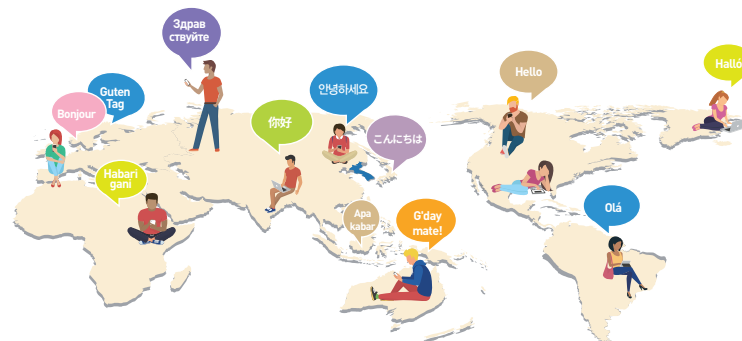 Здрав
ствуйте
Guten
Tag
Bonjour
Habari
gani
你好
안녕하세요
こんにちは
Apa
kabar
G'day
mate!
Hello
Olá
Halló